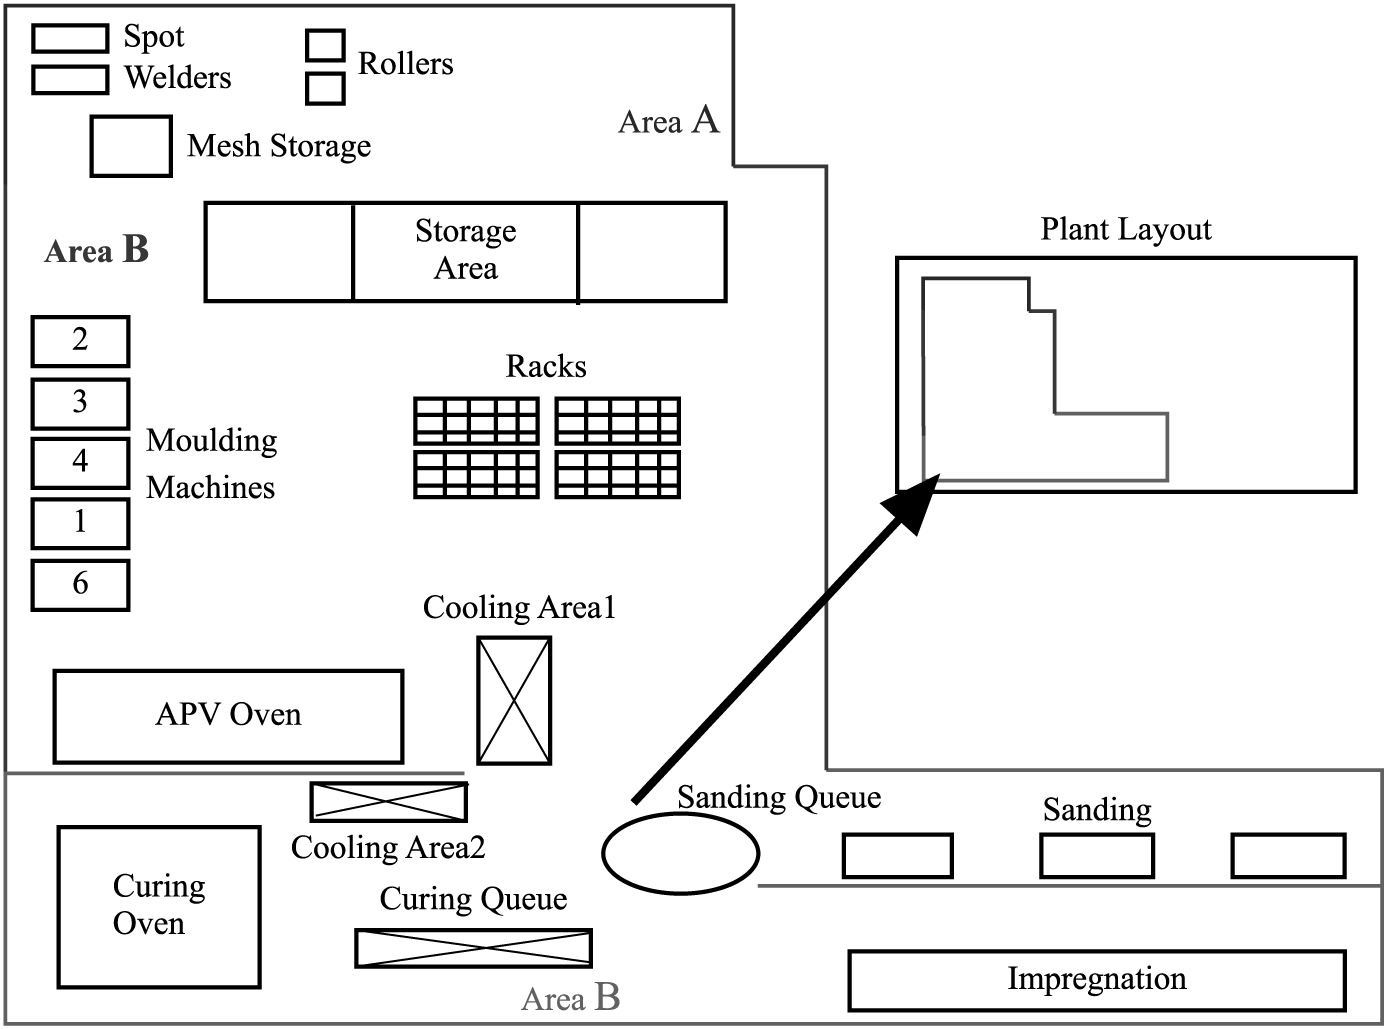 Spot
Welders
Rollers
Area A
Mesh Storage
Area B
Storage
Area
Plant Layout
2
3
4
1
6
Moulding
Machines
Racks
Cooling Area1
APV Oven
Sanding Queue
Sanding
Cooling Area2
Curing
Oven
Curing Queue
Impregnation
Area B